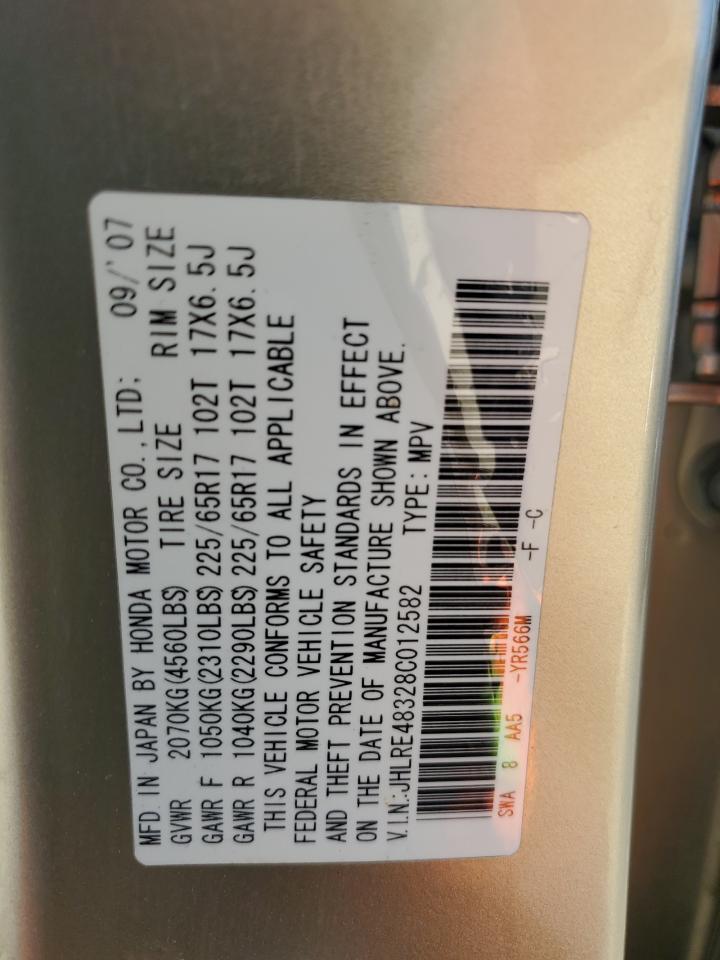 MFD. IN JAPAN BY HONDA MOTOR CO.,LTD; 09/'07
GVWR 2070KG(4560LBS) TIRE SIZE RIM SIZE
GAWR F 1050KG(2310LBS) 225/65R17 102T 17X6.5J
GAWR R 1040KG(2290LBS) 225/65R17 102T 17X6.5J
THIS VEHICLE CONFORMS TO ALL APPLICABLE
FEDERAL MOTOR VEHICLE SAFETY
AND THEFT PREVENTION STANDARDS IN EFFECT
ON THE DATE OF MANUFACTURE SHOWN ABOVE.
V.I.N.:JHLRE48328C012582 TYPE: MPV
SWA 8 AA5 -YR566M -F -C